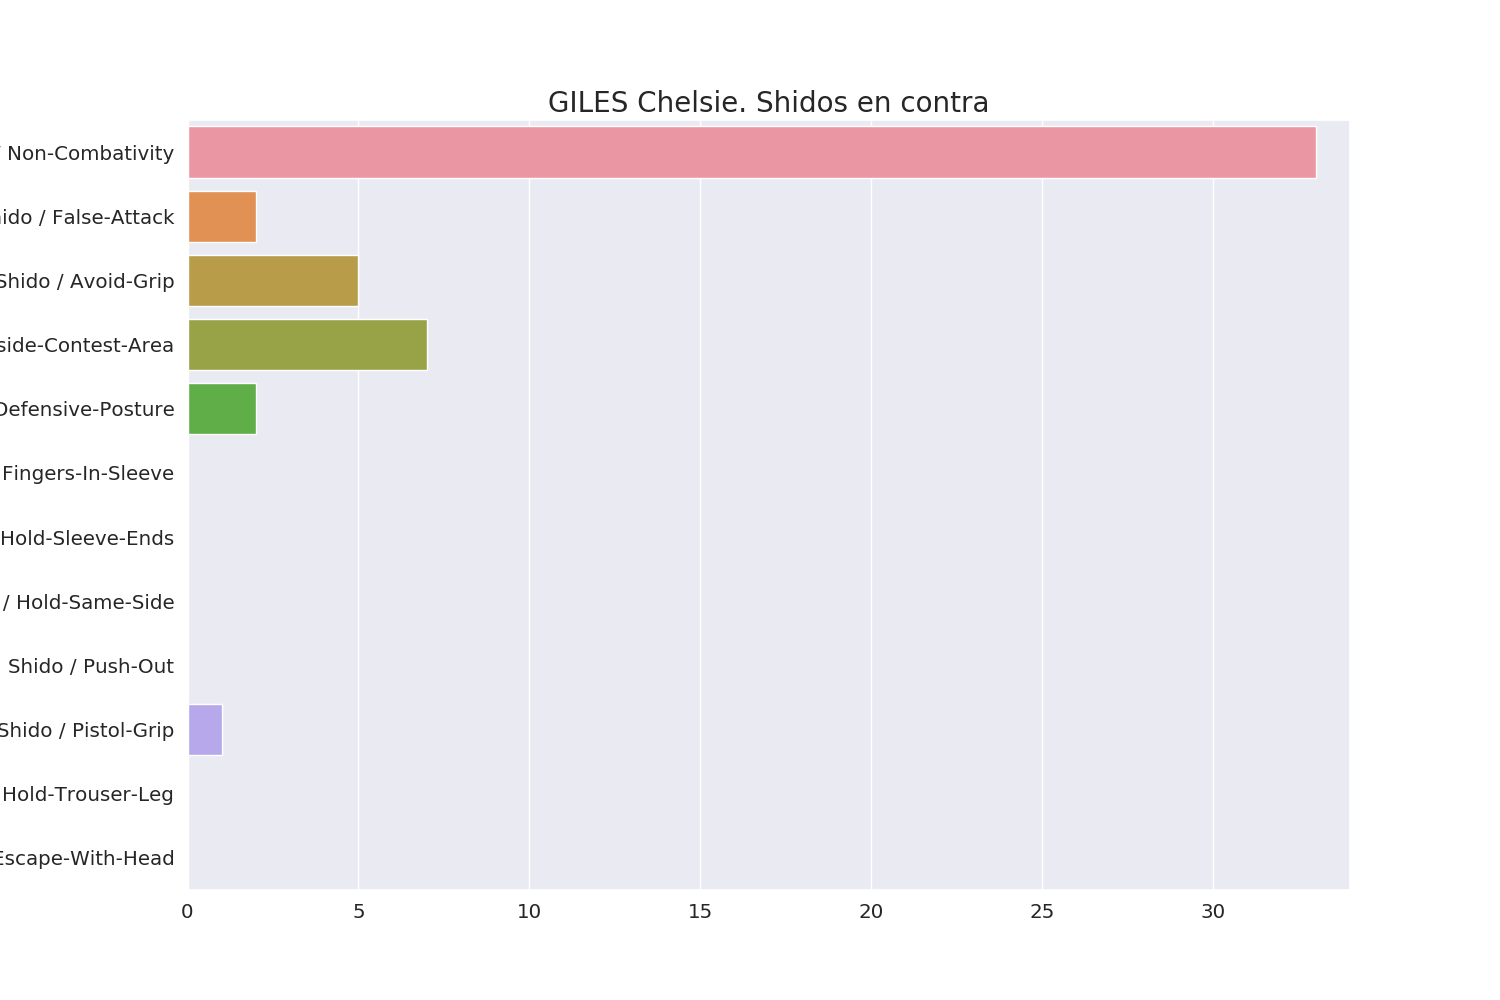 GILES Chelsie. Shidos en contra
/ Non-Combativity
/ False-Attack
Shido / Avoid-Grip
-Contest-Area
Defensive-Posture
Fingers-In-Sleeve
Hold-Sleeve-Ends
/ Hold-Same-Side
Shido / Push-Out
Shido / Pistol-Grip
Hold-Trouser-Leg
Escape-With-Head
0 5 10 15 20 25 30